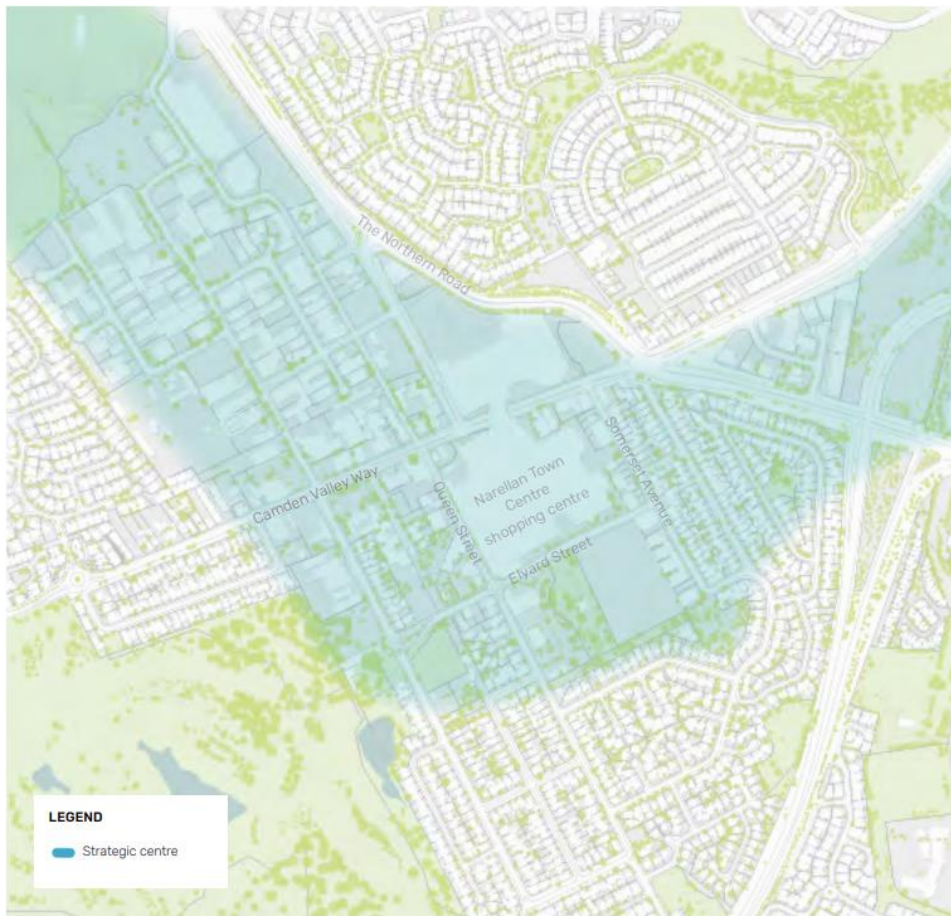 The Northern Road
Camden Valley Way
Queen Street
Narellan Town
Centre
shopping centre
Somerset Avenue
Elyard Street
LEGEND
Strategic centre